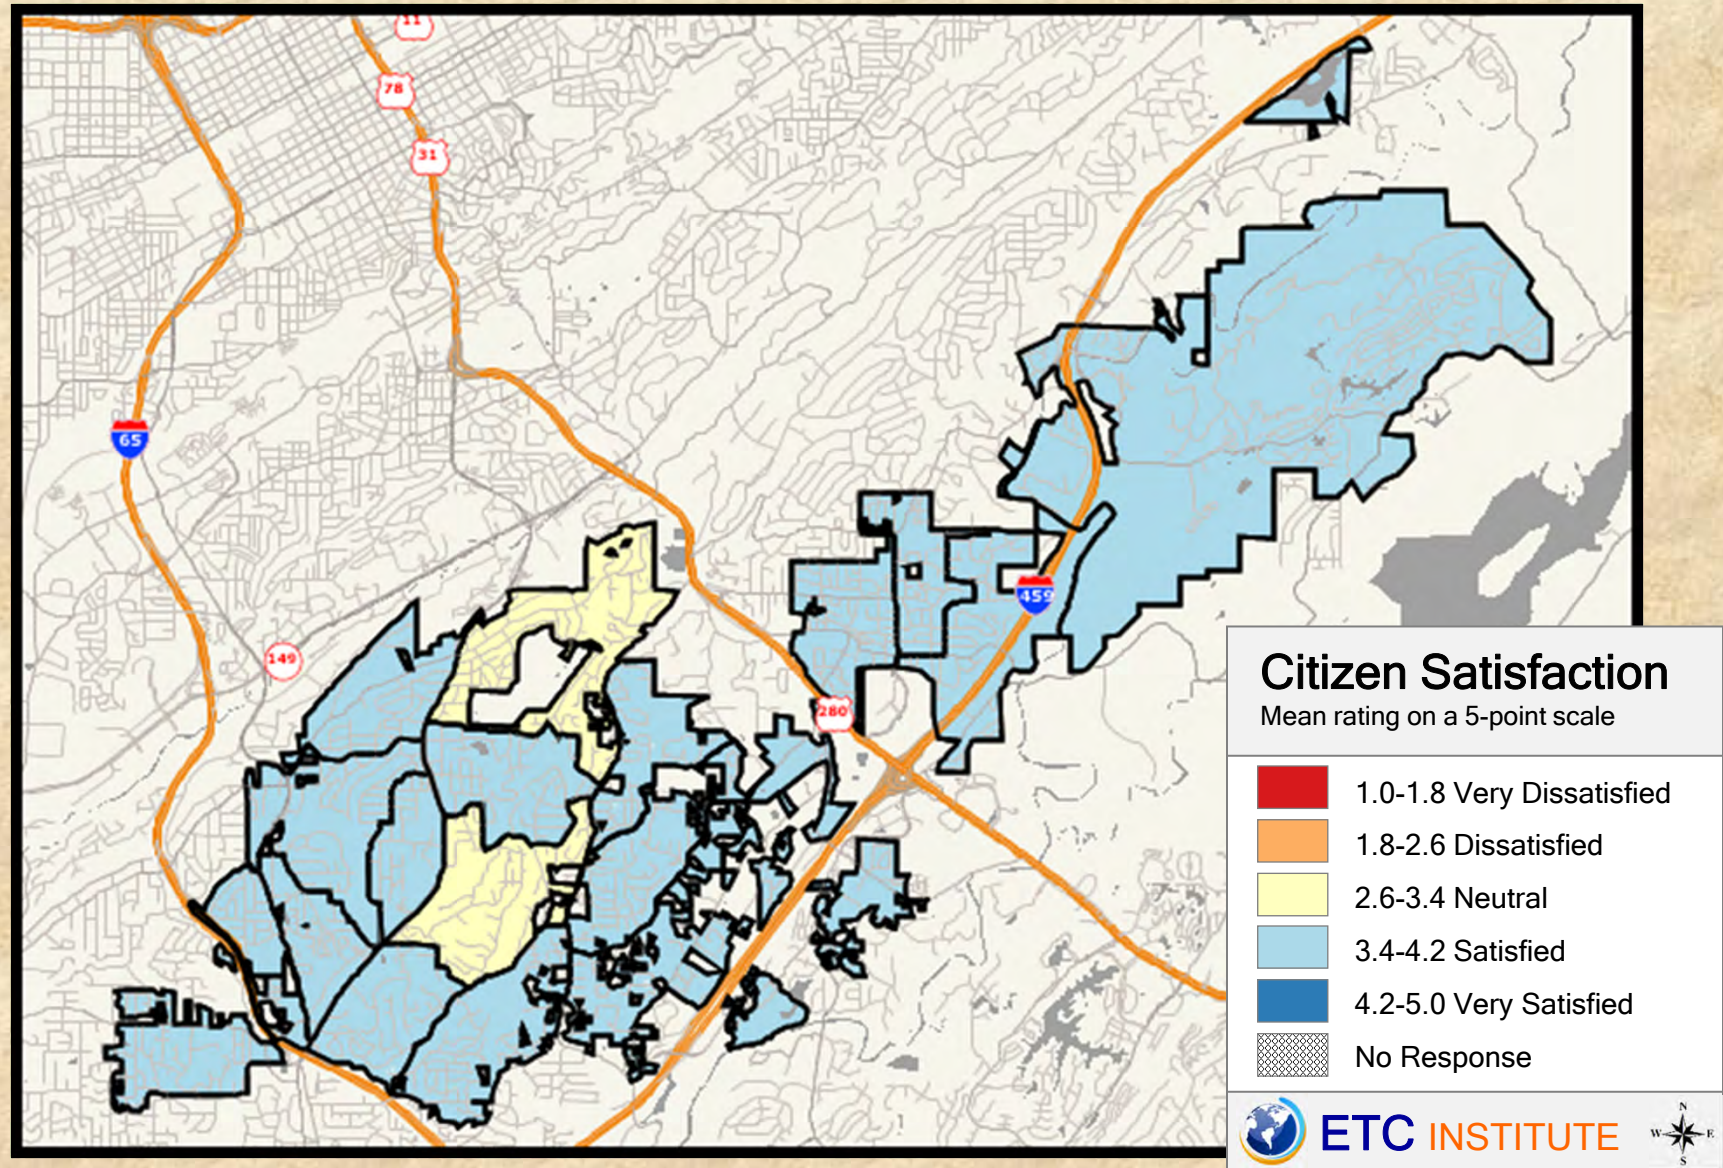 11
78
31
65
149
459
280
Citizen Satisfaction
Mean rating on a 5-point scale
1.0-1.8 Very Dissatisfied
1.8-2.6 Dissatisfied
2.6-3.4 Neutral
3.4-4.2 Satisfied
4.2-5.0 Very Satisfied
No Response
ETC INSTITUTE
N
W E
S